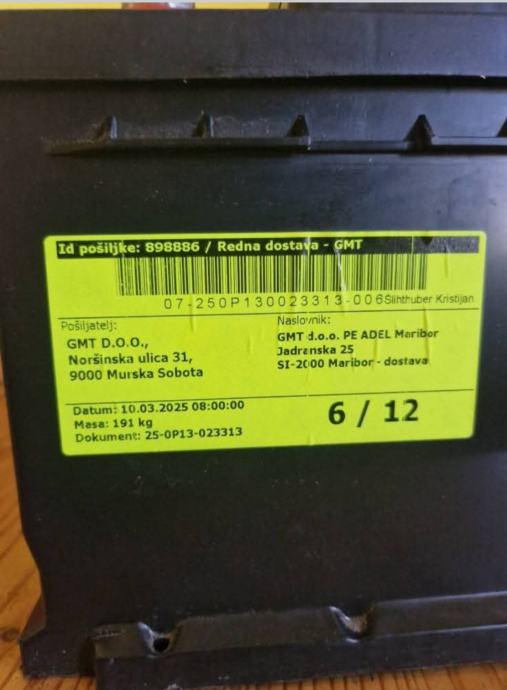 Id pošiljke: 898886 / Redna dostava - GMT
07-250P130023313-006
Slihthuber Kristijan
Pošiljatelj:
GMT D.O.O.,
Noršinska ulica 31,
9000 Murska Sobota
Naslovnik:
GMT d.o.o. PE ADEL Maribor
Jadranska 25
SI-2000 Maribor - dostava
Datum: 10.03.2025 08:00:00
Masa: 191 kg
Dokument: 25-0P13-023313
6 / 12